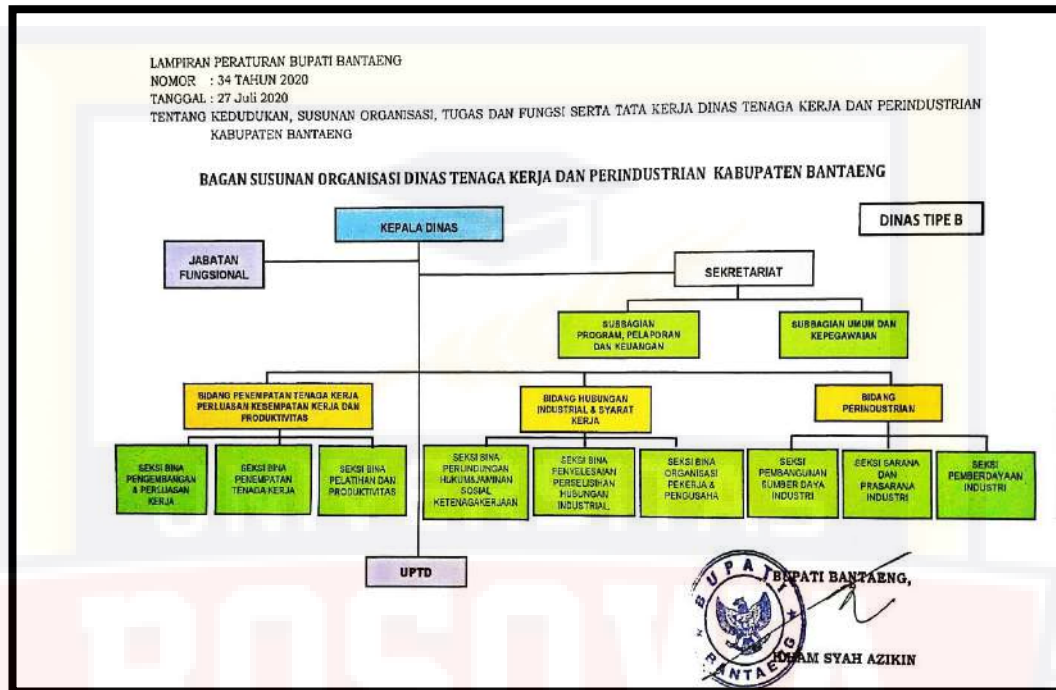 LAMPIRAN PERATURAN BUPATI BANTAENG
NOMOR : 34 TAHUN 2020
TANGGAL : 27 Juli 2020
TENTANG KEDUDUKAN, SUSUNAN ORGANISASI, TUGAS DAN FUNGSI SERTA TATA KERJA DINAS TENAGA KERJA DAN PERINDUSTRIAN
KABUPATEN BANTAENG
BAGAN SUSUNAN ORGANISASI DINAS TENAGA KERJA DAN PERINDUSTRIAN KABUPATEN BANTAENG
KEPALA DINAS
DINAS TIPE B
JABATAN
FUNGSIONAL
SEKRETARIAT
SUBBAGIAN
PROGRAM, PELAPORAN
DAN KEUANGAN
SUBBAGIAN UMUM DAN
KEPEGAWAIAN
BIDANG PENEMPATAN TENAGA KERJA
PERLUASAN KESEMPATAN KERJA DAN
PRODUKTIVITAS
BIDANG HUBUNGAN
INDUSTRIAL & SYARAT
KERJA
BIDANG
PERINDUSTRIAN
SEKSI BINA
PENGEMBANGAN
& PERLUASAN
KERJA
SEKSI BINA
PENEMPATAN
TENAGA KERJA
SEKSI BINA
PELATIHAN DAN
PRODUKTIVITAS
SEKSI BINA
PERLINDUNGAN
HUKUM&JAMINAN
SOSIAL
KETENAGAKERJAAN
SEKSI BINA
PENYELESAIAN
PERSELISIHAN
HUBUNGAN
INDUSTRIAL
SEKSI BINA
ORGANISASI
PEKERJA &
PENGUSAHA
SEKSI
PEMBANGUNAN
SUMBER DAYA
INDUSTRI
SEKSI SARANA
DAN
PRASARANA
INDUSTRI
SEKSI
PEMBERDAYAAN
INDUSTRI
UPTD
BUPATI BANTAENG,
BUPATI
BANTAENG
SYAH AZIKIN
BOSOWA